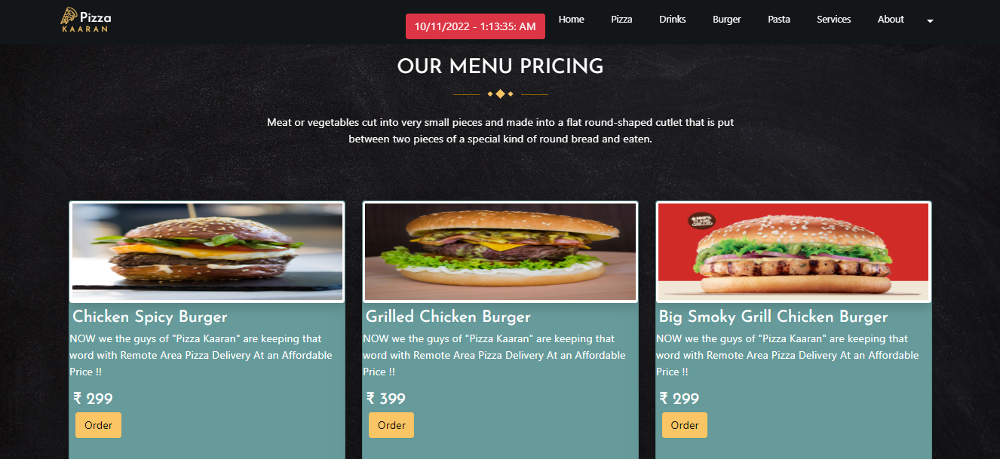 Pizza
KAARAN
10/11/2022 - 1:13:35: AM
Home
Pizza
Drinks
Burger
Pasta
Services
About
OUR MENU PRICING
Meat or vegetables cut into very small pieces and made into a flat round-shaped cutlet that is put
between two pieces of a special kind of round bread and eaten.
100%
FLAME
GRILLED
Chicken Spicy Burger
NOW we the guys of "Pizza Kaaran" are keeping that
word with Remote Area Pizza Delivery At an Affordable
Price !!
₹ 299
Order
Grilled Chicken Burger
NOW we the guys of "Pizza Kaaran" are keeping that
word with Remote Area Pizza Delivery At an Affordable
Price !!
₹ 399
Order
Big Smoky Grill Chicken Burger
NOW we the guys of "Pizza Kaaran" are keeping that
word with Remote Area Pizza Delivery At an Affordable
Price !!
₹ 299
Order